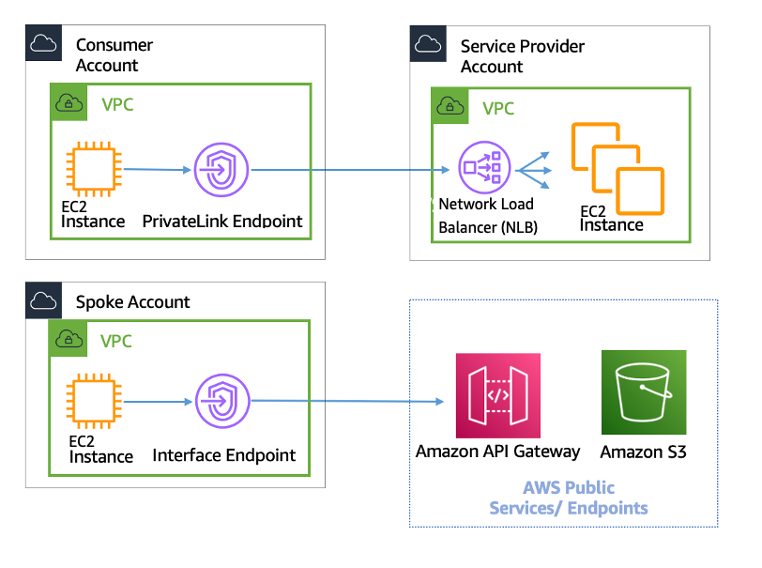 Consumer
Account
VPC
EC2
Instance
PrivateLink Endpoint
Service Provider
Account
VPC
Network Load
Balancer (NLB)
EC2
Instance
Spoke Account
VPC
EC2
Instance
Interface Endpoint
Amazon API Gateway
Amazon S3
AWS Public
Services/ Endpoints